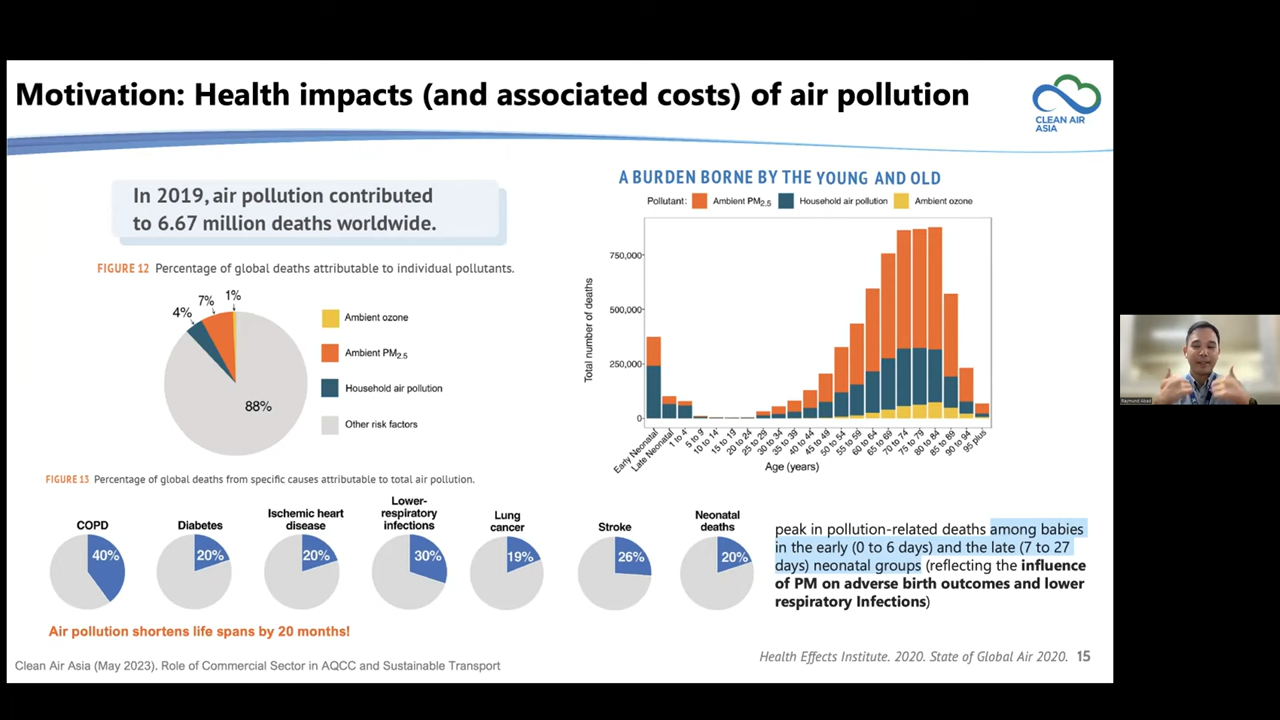 Motivation: Health impacts (and associated costs) of air pollution
CLEAN AIR
ASIA
In 2019, air pollution contributed
to 6.67 million deaths worldwide.
FIGURE 12 Percentage of global deaths attributable to individual pollutants.
4%
7%
1%
88%
Ambient ozone
Ambient PM2.5
Household air pollution
Other risk factors
A BURDEN BORNE BY THE YOUNG AND OLD
Pollutant: Ambient PM2.5 Household air pollution Ambient ozone
Total number of deaths
750,000
500,000
250,000
0
Early Neonatal
Late Neonatal
1 to 4
5 to 9
10 to 14
15 to 19
20 to 24
25 to 29
30 to 34
35 to 39
40 to 44
45 to 49
50 to 54
55 to 59
60 to 64
65 to 69
70 to 74
75 to 79
80 to 84
85 to 89
90 to 94
95 plus
Age (years)
FIGURE 13 Percentage of global deaths from specific causes attributable to total air pollution.
COPD
40%
Diabetes
20%
Ischemic heart
disease
20%
Lower-
respiratory
infections
30%
Lung
cancer
19%
Stroke
26%
Neonatal
deaths
20%
peak in pollution-related deaths among babies
in the early (0 to 6 days) and the late (7 to 27
days) neonatal groups (reflecting the influence
of PM on adverse birth outcomes and lower
respiratory Infections)
Air pollution shortens life spans by 20 months!
Clean Air Asia (May 2023). Role of Commercial Sector in AQCC and Sustainable Transport
Health Effects Institute. 2020. State of Global Air 2020. 15
Raymund Abad